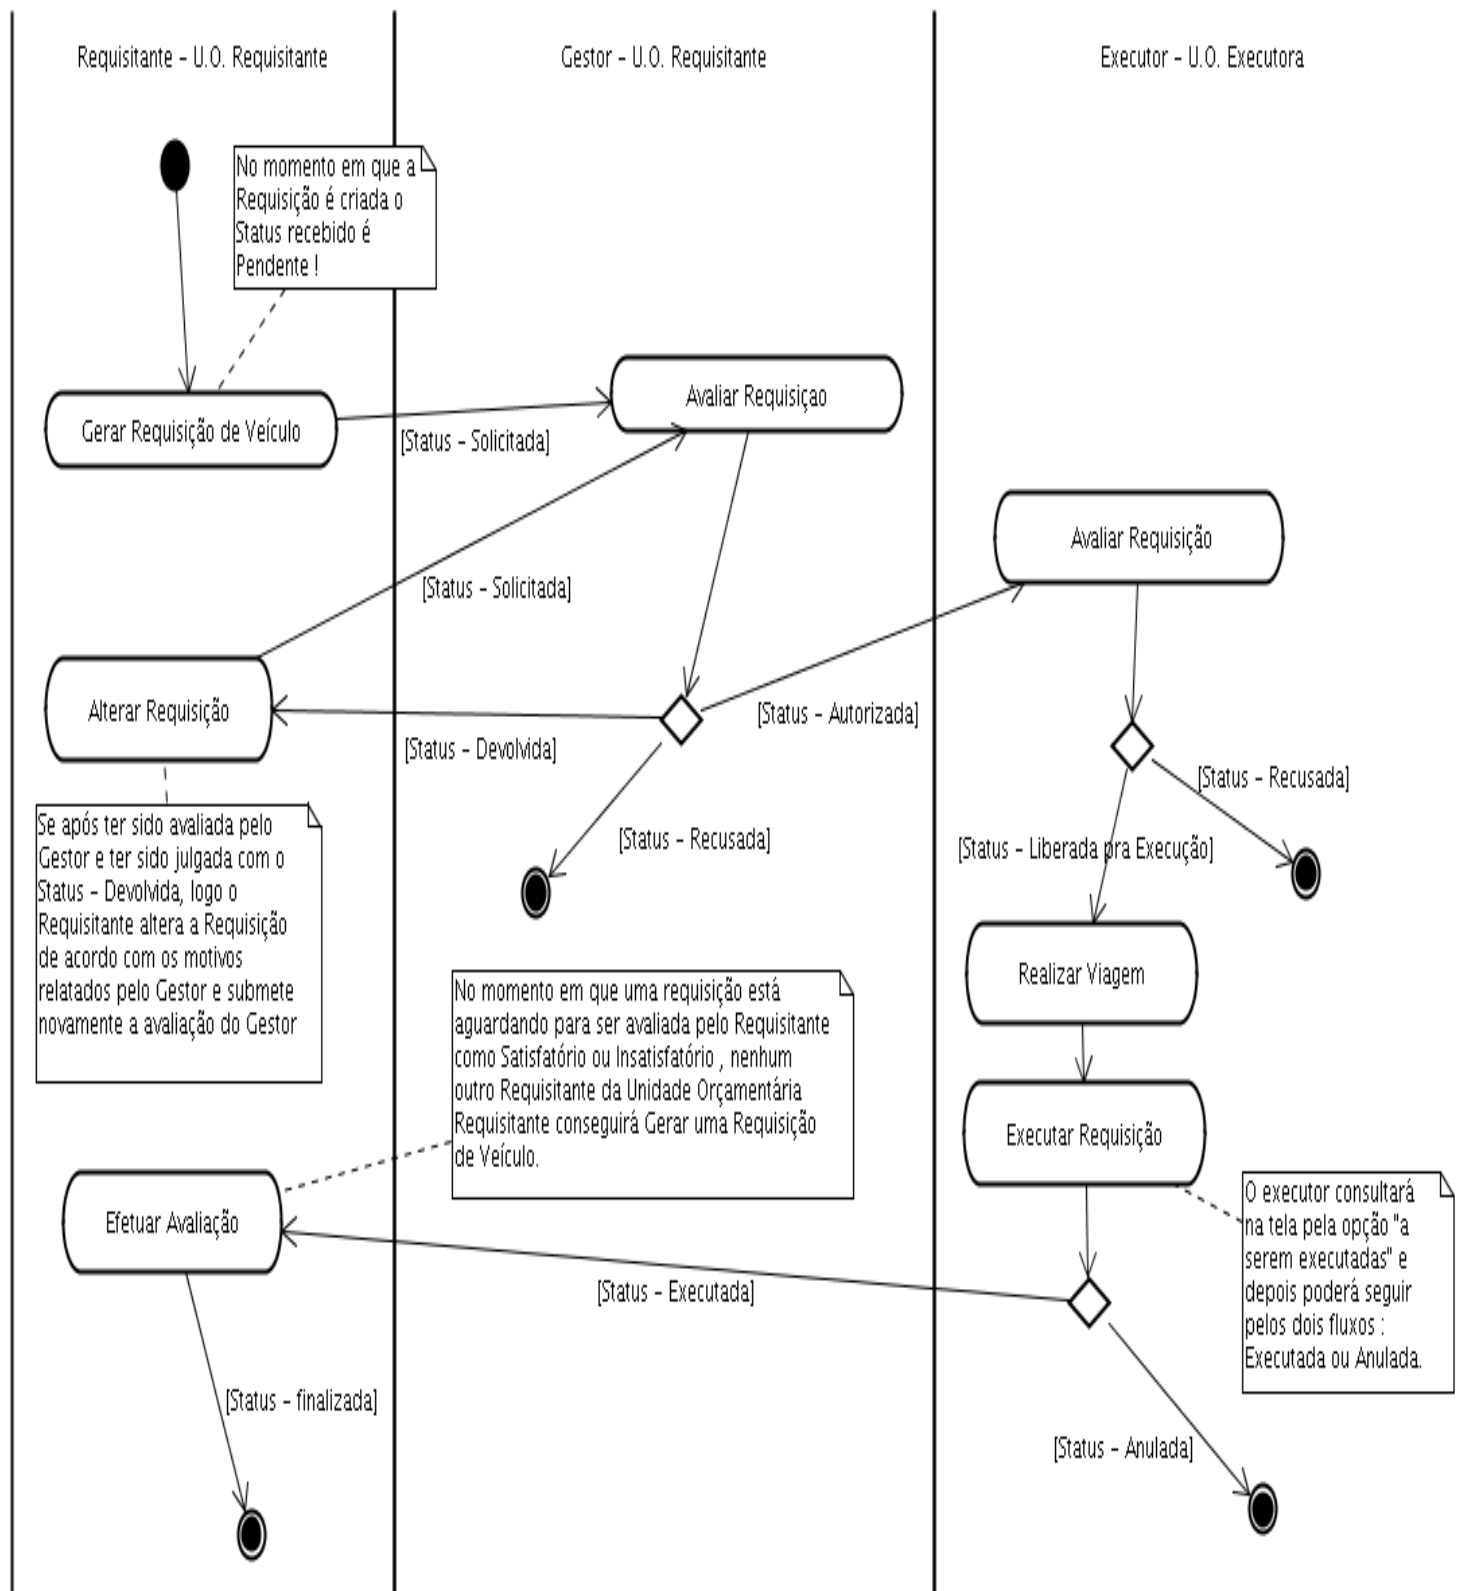 Requisitante – U.O. Requisitante
Gestor – U.O. Requisitante
Executor – U.O. Executora
No momento em que a
Requisição é criada o
Status recebido é
Pendente !
Gerar Requisição de Veículo
[Status – Solicitada]
Avaliar Requisiçao
Avaliar Requisição
[Status – Solicitada]
Alterar Requisição
[Status – Devolvida]
[Status – Autorizada]
[Status – Recusada]
[Status – Recusada]
[Status – Liberada pra Execução]
Se após ter sido avaliada pelo
Gestor e ter sido julgada com o
Status – Devolvida, logo o
Requisitante altera a Requisição
de acordo com os motivos
relatados pelo Gestor e submete
novamente a avaliação do Gestor
No momento em que uma requisição está
aguardando para ser avaliada pelo Requisitante
como Satisfatório ou Insatisfatório , nenhum
outro Requisitante da Unidade Orçamentária
Requisitante conseguirá Gerar uma Requisição
de Veículo.
Realizar Viagem
Executar Requisição
Efetuar Avaliação
O executor consultará
na tela pela opção "a
serem executadas" e
depois poderá seguir
pelos dois fluxos :
Executada ou Anulada.
[Status – Executada]
[Status – finalizada]
[Status – Anulada]